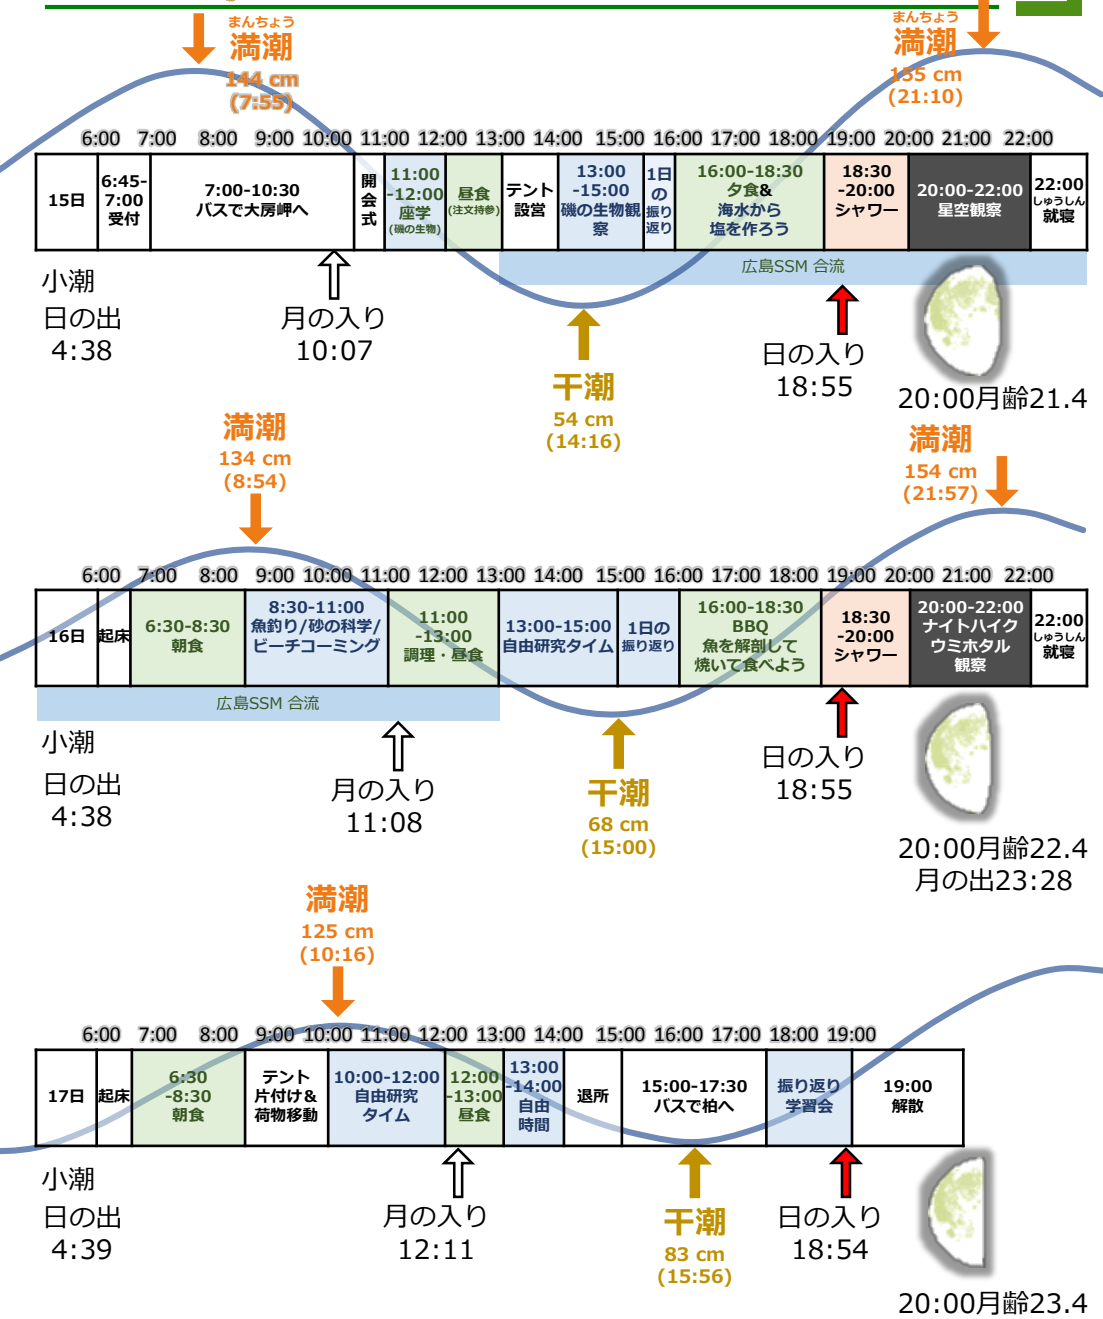 まんちょう
満潮
144 cm
(7:55)
まんちょう
満潮
155 cm
(21:10)
6:00 7:00 8:00 9:00 10:00 11:00 12:00 13:00 14:00 15:00 16:00 17:00 18:00 19:00 20:00 21:00 22:00
15日
6:45-
7:00
受付
7:00-10:30
バスで大房岬へ
開
会
式
11:00
-12:00
座学
(磯の生物)
昼食
(注文持参)
テント
設営
13:00
-15:00
磯の生物観
察
1日
の
振り
返り
16:00-18:30
夕食&
海水から
塩を作ろう
18:30
-20:00
シャワー
20:00-22:00
星空観察
22:00
しゅうしん
就寝
広島SSM 合流
小潮
日の出
4:38
月の入り
10:07
干潮
54 cm
(14:16)
日の入り
18:55
20:00月齢21.4
満潮
134 cm
(8:54)
満潮
154 cm
(21:57)
6:00 7:00 8:00 9:00 10:00 11:00 12:00 13:00 14:00 15:00 16:00 17:00 18:00 19:00 20:00 21:00 22:00
16日
起床
6:30-8:30
朝食
8:30-11:00
魚釣り/砂の科学/
ビーチコーミング
11:00
-13:00
調理・昼食
13:00-15:00
自由研究タイム
1日の
振り返り
16:00-18:30
BBQ
魚を解剖して
焼いて食べよう
18:30
-20:00
シャワー
20:00-22:00
ナイトハイク
ウミホタル
観察
22:00
しゅうしん
就寝
広島SSM 合流
小潮
日の出
4:38
月の入り
11:08
干潮
68 cm
(15:00)
日の入り
18:55
20:00月齢22.4
月の出23:28
満潮
125 cm
(10:16)
6:00 7:00 8:00 9:00 10:00 11:00 12:00 13:00 14:00 15:00 16:00 17:00 18:00 19:00
17日
起床
6:30
-8:30
朝食
テント
片付け&
荷物移動
10:00-12:00
自由研究
タイム
12:00
-13:00
昼食
13:00
-14:00
自由
時間
退所
15:00-17:30
バスで柏へ
振り返り
学習会
19:00
解散
小潮
日の出
4:39
月の入り
12:11
干潮
83 cm
(15:56)
日の入り
18:54
20:00月齢23.4